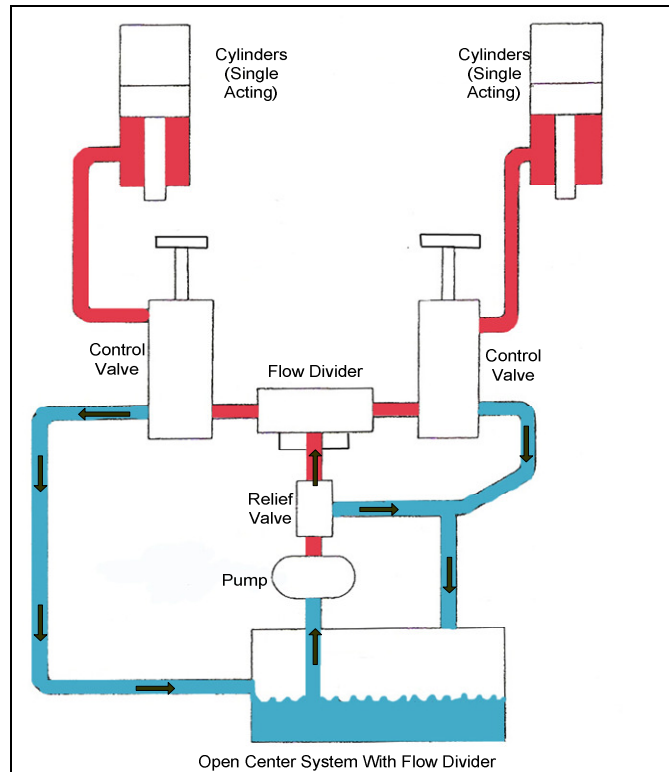 Cylinders
(Single
Acting)
Cylinders
(Single
Acting)
Control
Valve
Flow Divider
Control
Valve
Relief
Valve
Pump
Open Center System With Flow Divider